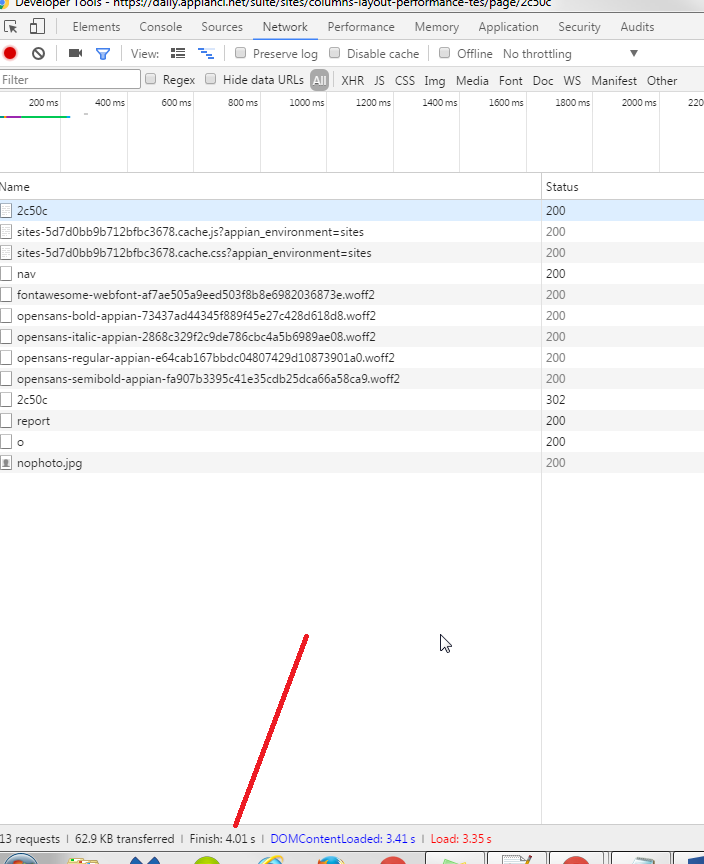 Developer Tools - https://daily.appianci.net/suite/sites/columns-layout-performance-tes/page/2c50c
Elements Console Sources Network Performance Memory Application Security Audits
View: Preserve log Disable cache Offline No throttling
Filter Regex Hide data URLs All XHR JS CSS Img Media Font Doc WS Manifest Other
200 ms 400 ms 600 ms 800 ms 1000 ms 1200 ms 1400 ms 1600 ms 1800 ms 2000 ms 220
Name Status
2c50c 200
sites-5d7d0bb9b712bfbc3678.cache.js?appian_environment=sites 200
sites-5d7d0bb9b712bfbc3678.cache.css?appian_environment=sites 200
nav 200
fontawesome-webfont-af7ae505a9eed503f8b8e6982036873e.woff2 200
opensans-bold-appian-73437ad44345f889f45e27c428d618d8.woff2 200
opensans-italic-appian-2868c329f2c9de786cbc4a5b6989ae08.woff2 200
opensans-regular-appian-e64cab167bbdc04807429d10873901a0.woff2 200
opensans-semibold-appian-fa907b3395c41e35cdb25dca66a58ca9.woff2 200
2c50c 302
report 200
o 200
nophoto.jpg 200
13 requests | 62.9 KB transferred | Finish: 4.01 s | DOMContentLoaded: 3.41 s | Load: 3.35 s